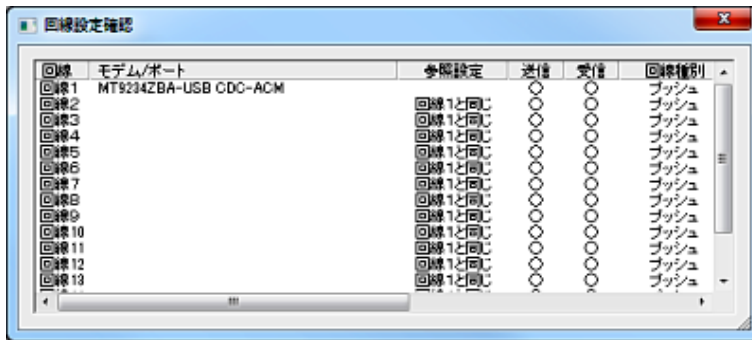 回線設定確認
回線 モデム/ポート 参照設定 送信 受信 回線種別
回線1 MT9234ZBA-USB CDC-ACM ○ ○ プッシュ
回線2 回線1と同じ ○ ○ プッシュ
回線3 回線1と同じ ○ ○ プッシュ
回線4 回線1と同じ ○ ○ プッシュ
回線5 回線1と同じ ○ ○ プッシュ
回線6 回線1と同じ ○ ○ プッシュ
回線7 回線1と同じ ○ ○ プッシュ
回線8 回線1と同じ ○ ○ プッシュ
回線9 回線1と同じ ○ ○ プッシュ
回線10 回線1と同じ ○ ○ プッシュ
回線11 回線1と同じ ○ ○ プッシュ
回線12 回線1と同じ ○ ○ プッシュ
回線13 回線1と同じ ○ ○ プッシュ